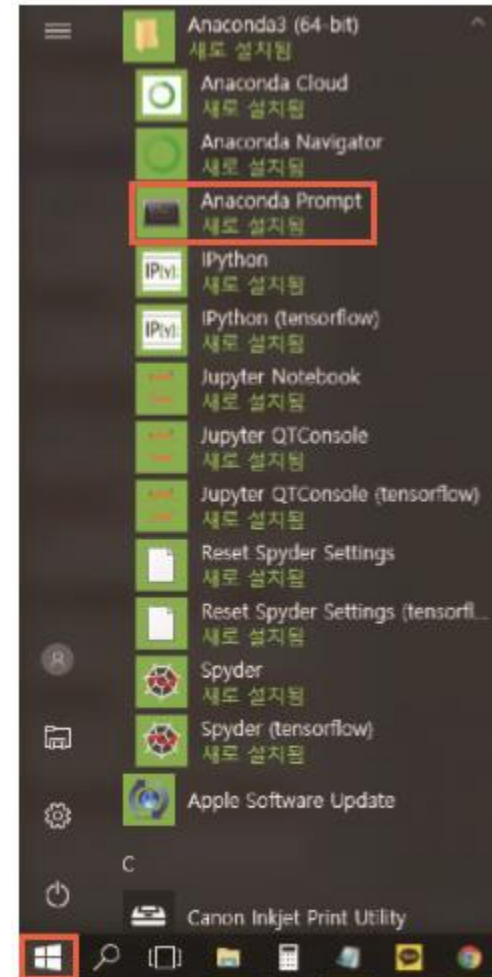 Anaconda3 (64-bit)
새로 설치됨
Anaconda Cloud
새로 설치됨
Anaconda Navigator
새로 설치됨
Anaconda Prompt
새로 설치됨
IP[y]:
IPython
새로 설치됨
IP[y]:
IPython (tensorflow)
새로 설치됨
Jupyter Notebook
새로 설치됨
Jupyter QTConsole
새로 설치됨
Jupyter QTConsole (tensorflow)
새로 설치됨
Reset Spyder Settings
새로 설치됨
Reset Spyder Settings (tensorfl...
새로 설치됨
Spyder
새로 설치됨
Spyder (tensorflow)
새로 설치됨
Apple Software Update
C
Canon Inkjet Print Utility